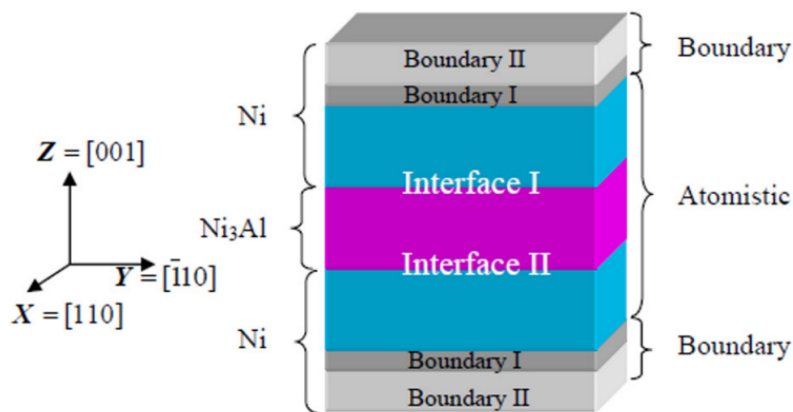 Boundary II
Boundary
Boundary I
Ni
Z = [001]
Interface I
Atomistic
Ni₃Al
Interface II
Y = [1̄10]
X = [110]
Ni
Boundary I
Boundary
Boundary II